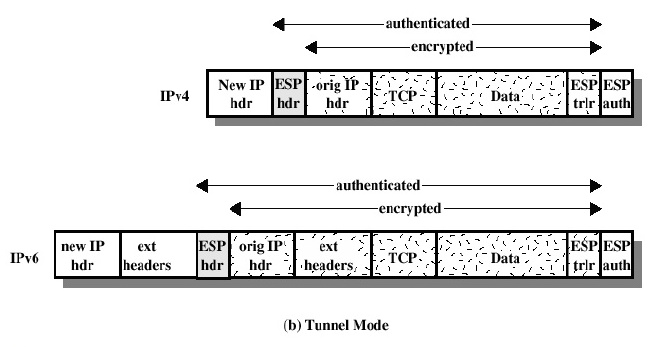 authenticated
encrypted
IPv4
New IP hdr
ESP hdr
orig IP hdr
TCP
Data
ESP trlr
ESP auth
authenticated
encrypted
IPv6
new IP hdr
ext headers
ESP hdr
orig IP hdr
ext headers
TCP
Data
ESP trlr
ESP auth
(b) Tunnel Mode